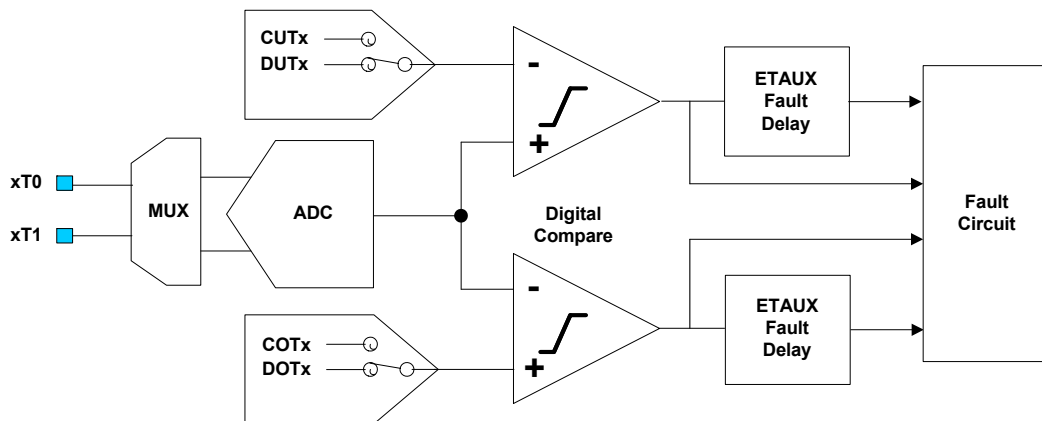 CUTx
DUTx
-
+
ETAUX
Fault
Delay
xT0
xT1
MUX
ADC
Digital
Compare
Fault
Circuit
-
+
COTx
DOTx
ETAUX
Fault
Delay